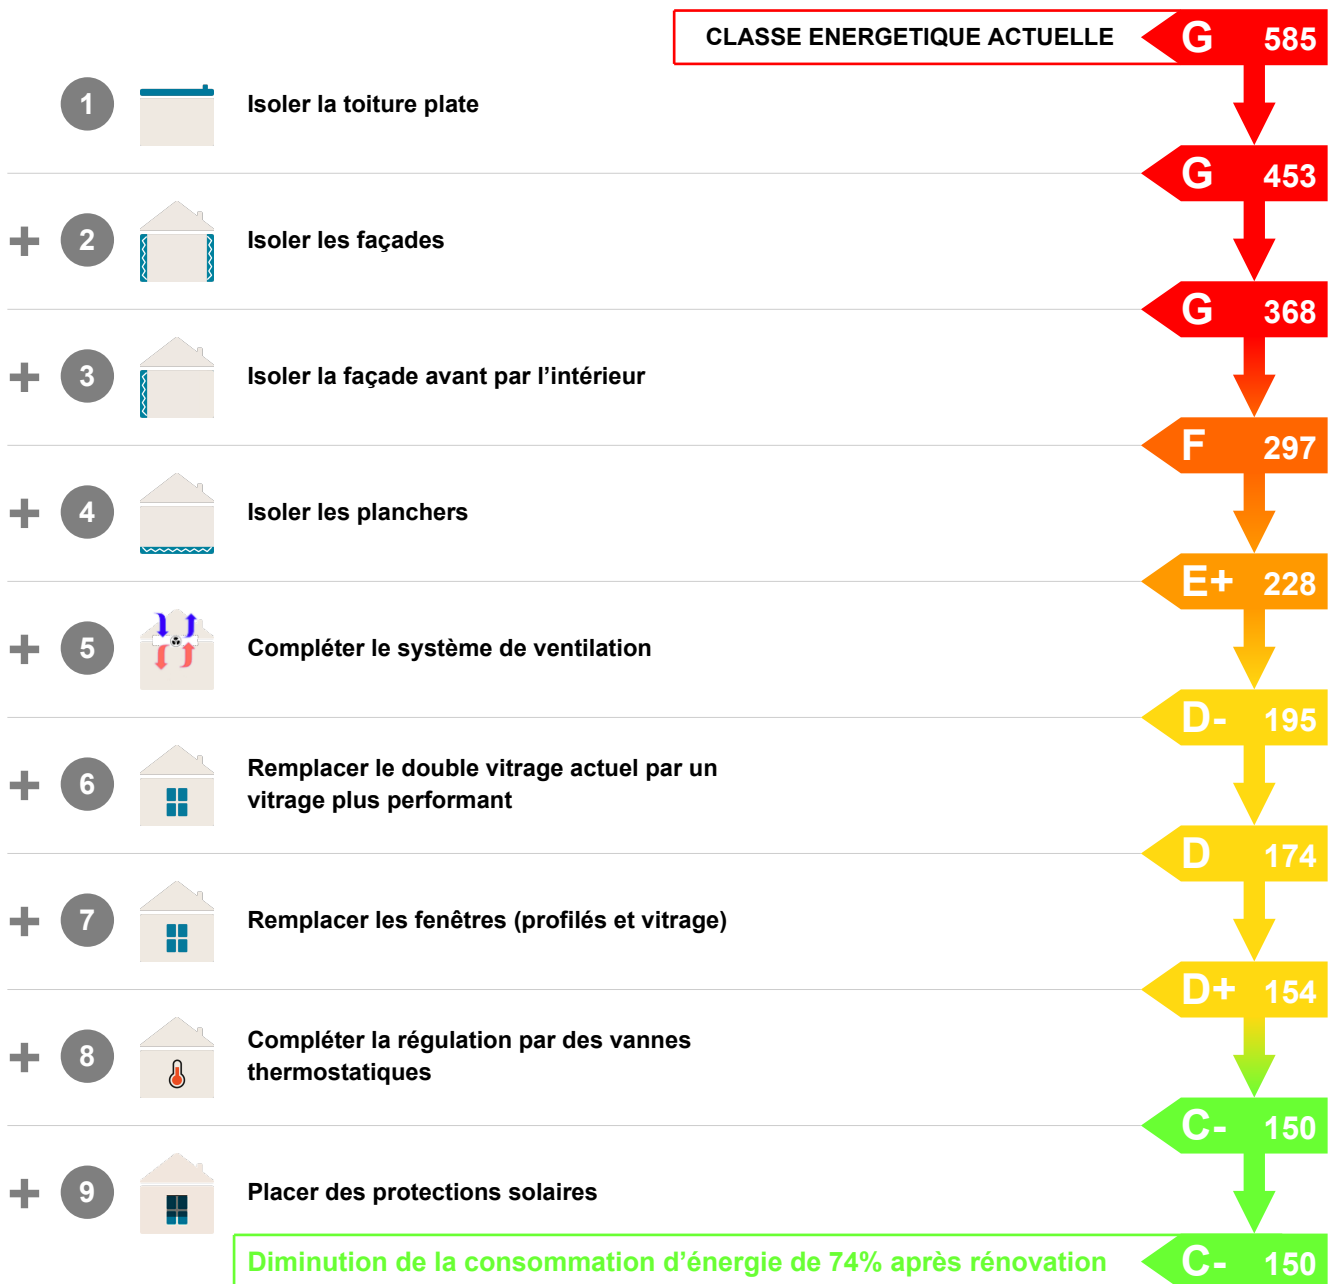 CLASSE ENERGETIQUE ACTUELLE G 585
1 Isoler la toiture plate
G 453
+ 2 Isoler les façades
G 368
+ 3 Isoler la façade avant par l’intérieur
F 297
+ 4 Isoler les planchers
E+ 228
+ 5 Compléter le système de ventilation
D- 195
+ 6 Remplacer le double vitrage actuel par un
vitrage plus performant
D 174
+ 7 Remplacer les fenêtres (profilés et vitrage)
D+ 154
+ 8 Compléter la régulation par des vannes
thermostatiques
C- 150
+ 9 Placer des protections solaires
Diminution de la consommation d’énergie de 74% après rénovation C- 150